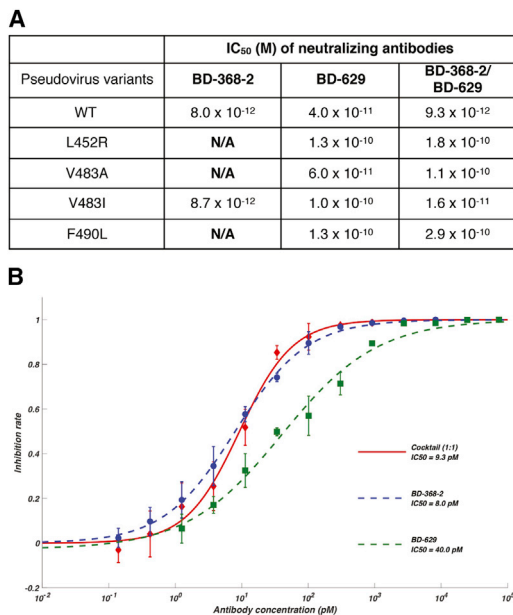 A
IC₅₀ (M) of neutralizing antibodies
Pseudovirus variants BD-368-2 BD-629 BD-368-2/
BD-629
WT 8.0 x 10⁻¹² 4.0 x 10⁻¹¹ 9.3 x 10⁻¹²
L452R N/A 1.3 x 10⁻¹⁰ 1.8 x 10⁻¹⁰
V483A N/A 6.0 x 10⁻¹¹ 1.1 x 10⁻¹⁰
V483I 8.7 x 10⁻¹² 1.0 x 10⁻¹⁰ 1.6 x 10⁻¹¹
F490L N/A 1.3 x 10⁻¹⁰ 2.9 x 10⁻¹⁰
B
Inhibition rate
1
0.8
0.6
0.4
0.2
0
-0.2
Cocktail (1:1)
IC50 = 9.3 pM
BD-368-2
IC50 = 8.0 pM
BD-629
IC50 = 40.0 pM
10⁻² 10⁻¹ 10⁰ 10¹ 10² 10³ 10⁴ 10⁵
Antibody concentration (pM)